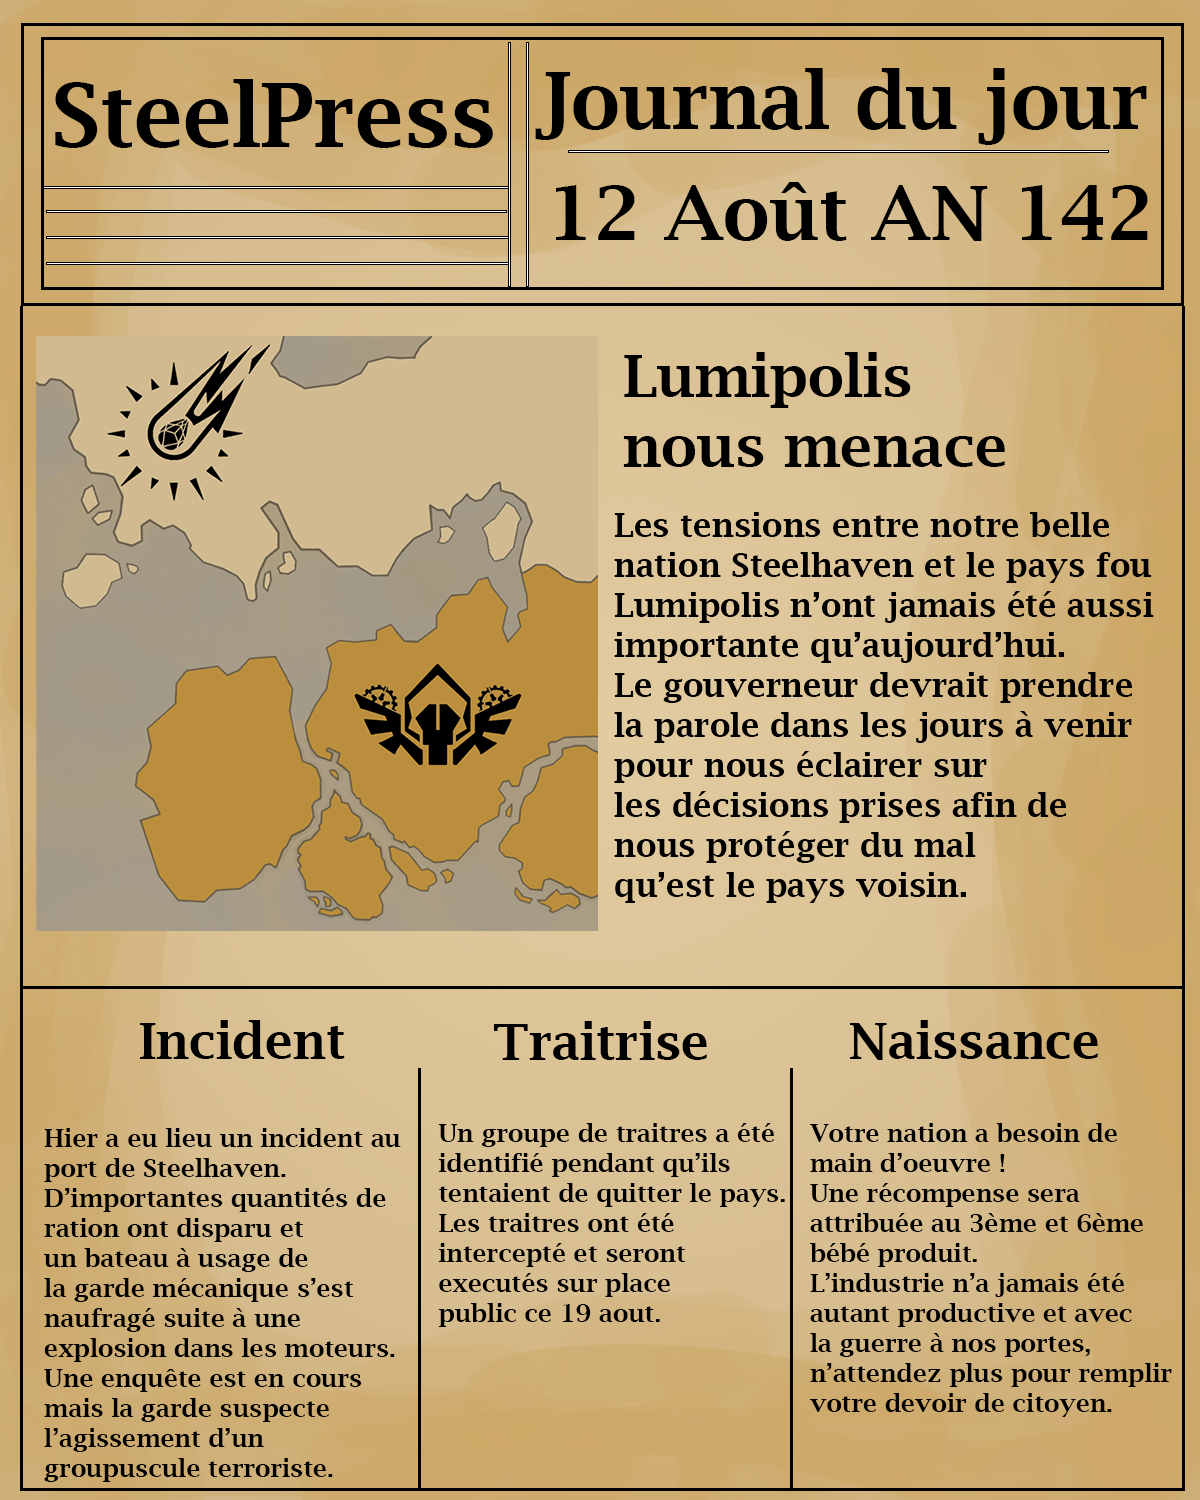 SteelPress
Journal du jour
12 Août AN 142
Lumipolis
nous menace
Les tensions entre notre belle
nation Steelhaven et le pays fou
Lumipolis n’ont jamais été aussi
importante qu’aujourd’hui.
Le gouverneur devrait prendre
la parole dans les jours à venir
pour nous éclairer sur
les décisions prises afin de
nous protéger du mal
qu’est le pays voisin.
Incident
Hier a eu lieu un incident au
port de Steelhaven.
D’importantes quantités de
ration ont disparu et
un bateau à usage de
la garde mécanique s’est
naufragé suite à une
explosion dans les moteurs.
Une enquête est en cours
mais la garde suspecte
l’agissement d’un
groupuscule terroriste.
Traitrise
Un groupe de traitres a été
identifié pendant qu’ils
tentaient de quitter le pays.
Les traitres ont été
intercepté et seront
executés sur place
public ce 19 aout.
Naissance
Votre nation a besoin de
main d’oeuvre !
Une récompense sera
attribuée au 3ème et 6ème
bébé produit.
L’industrie n’a jamais été
autant productive et avec
la guerre à nos portes,
n’attendez plus pour remplir
votre devoir de citoyen.